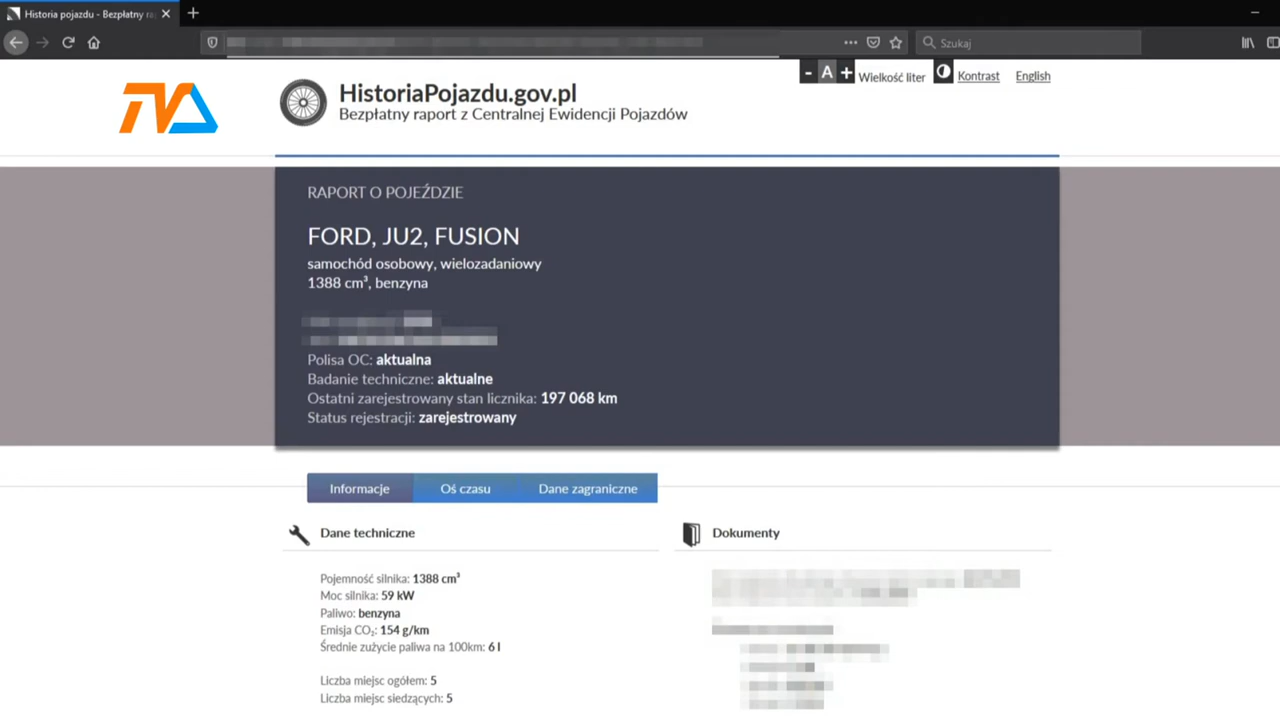 Historia pojazdu - Bezpłatny ra
Szukaj
TVA
HistoriaPojazdu.gov.pl
Bezpłatny raport z Centralnej Ewidencji Pojazdów
- A + Wielkość liter Kontrast English
RAPORT O POJEŹDZIE
FORD, JU2, FUSION
samochód osobowy, wielozadaniowy
1388 cm³, benzyna
Polisa OC: aktualna
Badanie techniczne: aktualne
Ostatni zarejestrowany stan licznika: 197 068 km
Status rejestracji: zarejestrowany
Informacje Oś czasu Dane zagraniczne
Dane techniczne
Pojemność silnika: 1388 cm³
Moc silnika: 59 kW
Paliwo: benzyna
Emisja CO₂: 154 g/km
Średnie zużycie paliwa na 100km: 6 l
Liczba miejsc ogółem: 5
Liczba miejsc siedzących: 5
Dokumenty